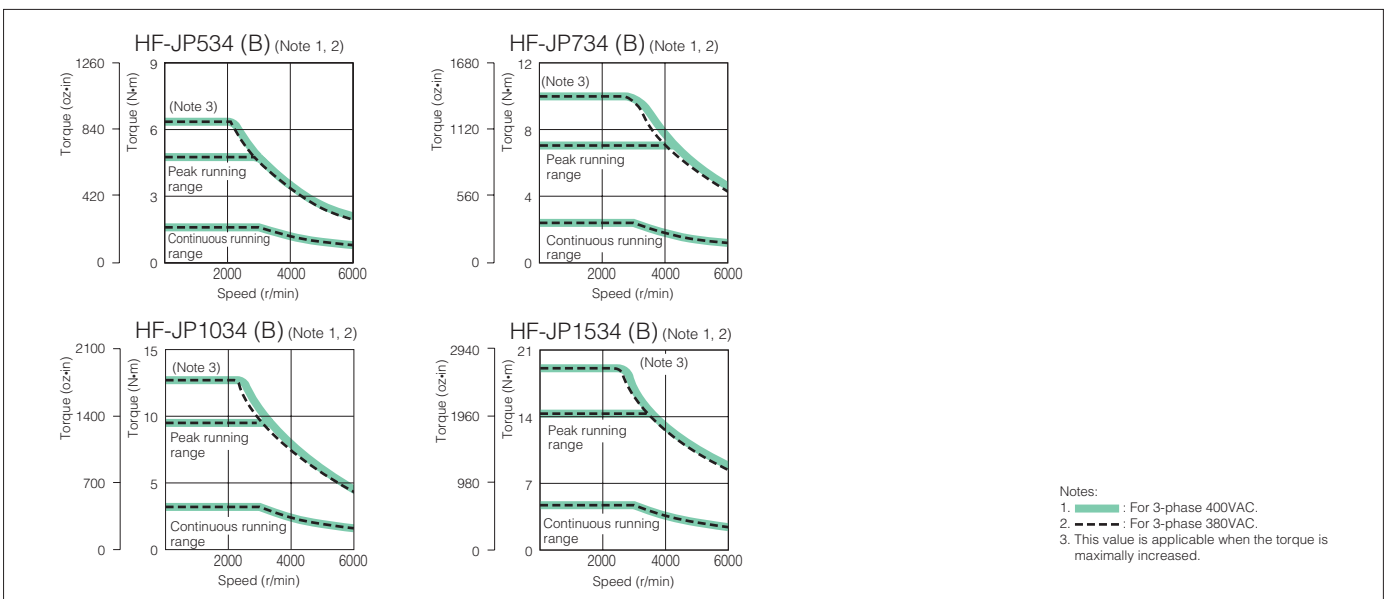 HF-JP534 (B) (Note 1, 2)
Torque (oz•in)
1260
840
420
0
Torque (N•m)
9
6
3
0
(Note 3)
Peak running
range
Continuous running
range
2000 4000 6000
Speed (r/min)
HF-JP734 (B) (Note 1, 2)
Torque (oz•in)
1680
1120
560
0
Torque (N•m)
12
8
4
0
(Note 3)
Peak running
range
Continuous running
range
2000 4000 6000
Speed (r/min)
HF-JP1034 (B) (Note 1, 2)
Torque (oz•in)
2100
1400
700
0
Torque (N•m)
15
10
5
0
(Note 3)
Peak running
range
Continuous running
range
2000 4000 6000
Speed (r/min)
HF-JP1534 (B) (Note 1, 2)
Torque (oz•in)
2940
1960
980
0
Torque (N•m)
21
14
7
0
(Note 3)
Peak running
range
Continuous running
range
2000 4000 6000
Speed (r/min)
Notes:
1. : For 3-phase 400VAC.
2. : For 3-phase 380VAC.
3. This value is applicable when the torque is
maximally increased.